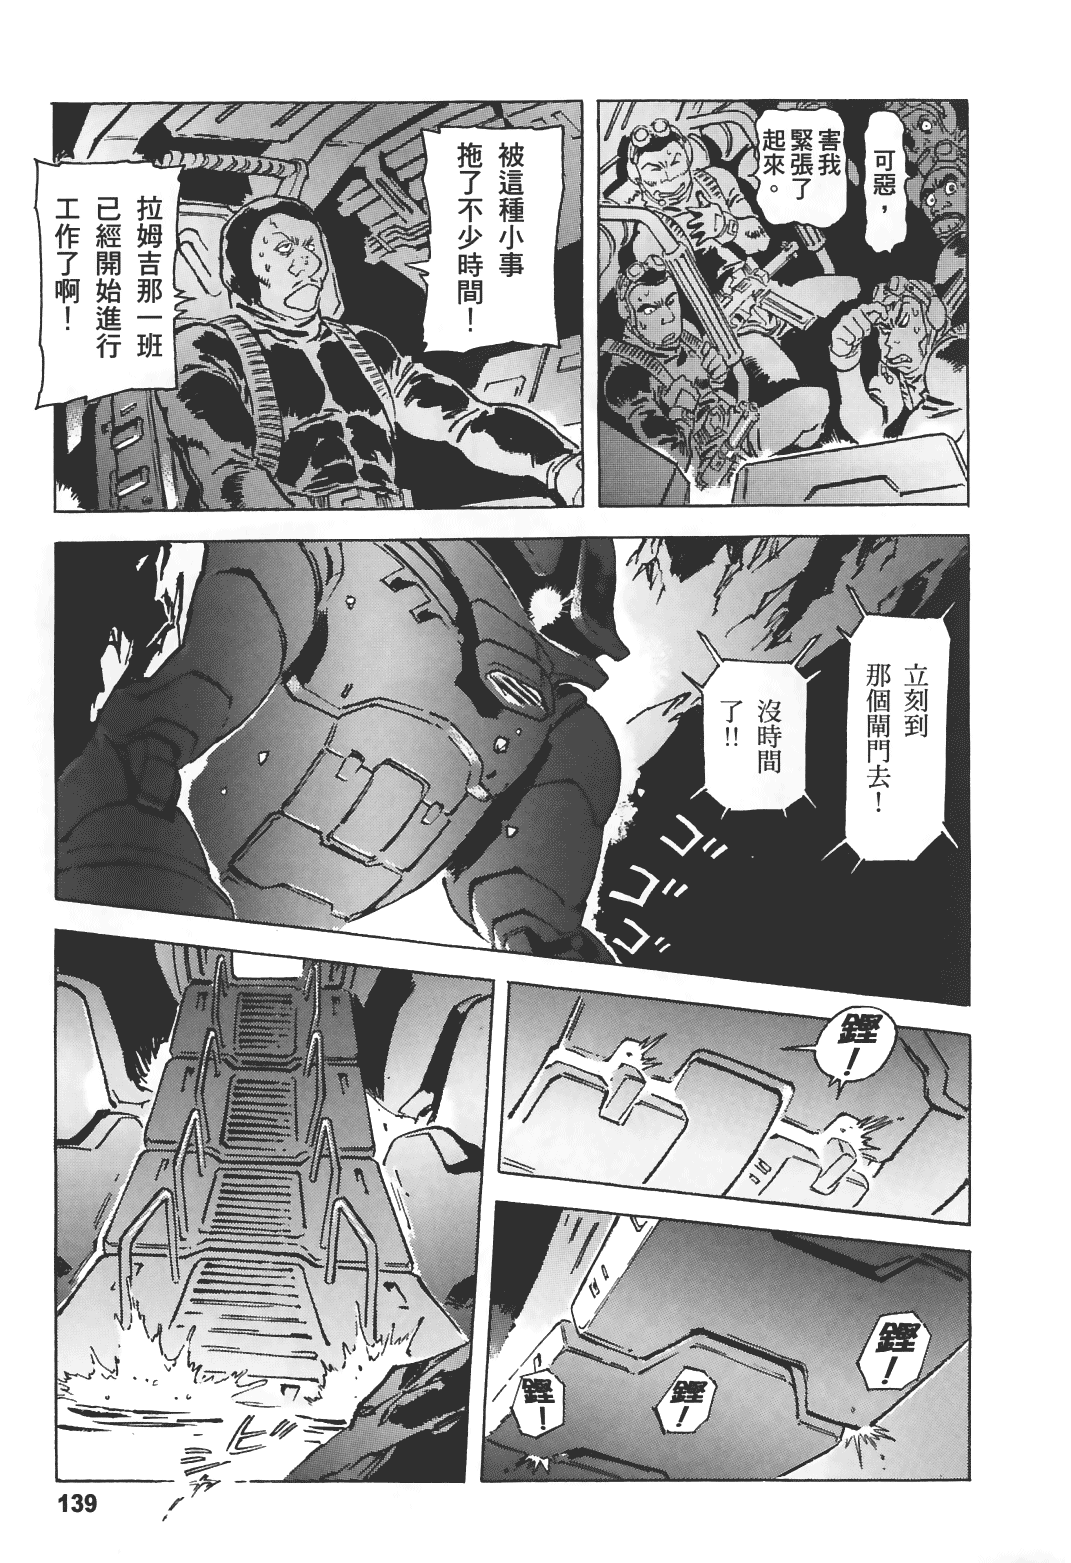 可惡，
害我
緊張了
起來。
被這種小事
拖了不少時間！
拉姆吉那一班
已經開始進行
工作了啊！
立刻到
那個閘門去！
沒時間
了!!
ゴゴゴ
鏗！
鏗！
鏗！
鏗！
139